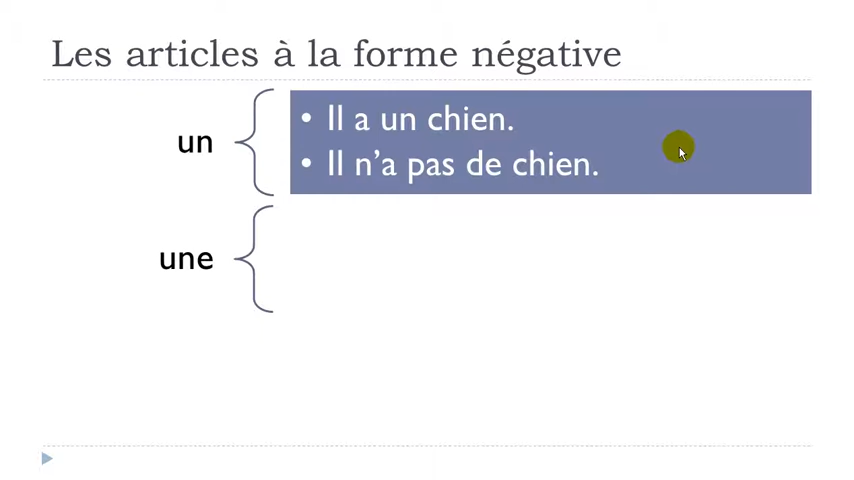 Les articles à la forme négative
un
• Il a un chien.
• Il n’a pas de chien.
une